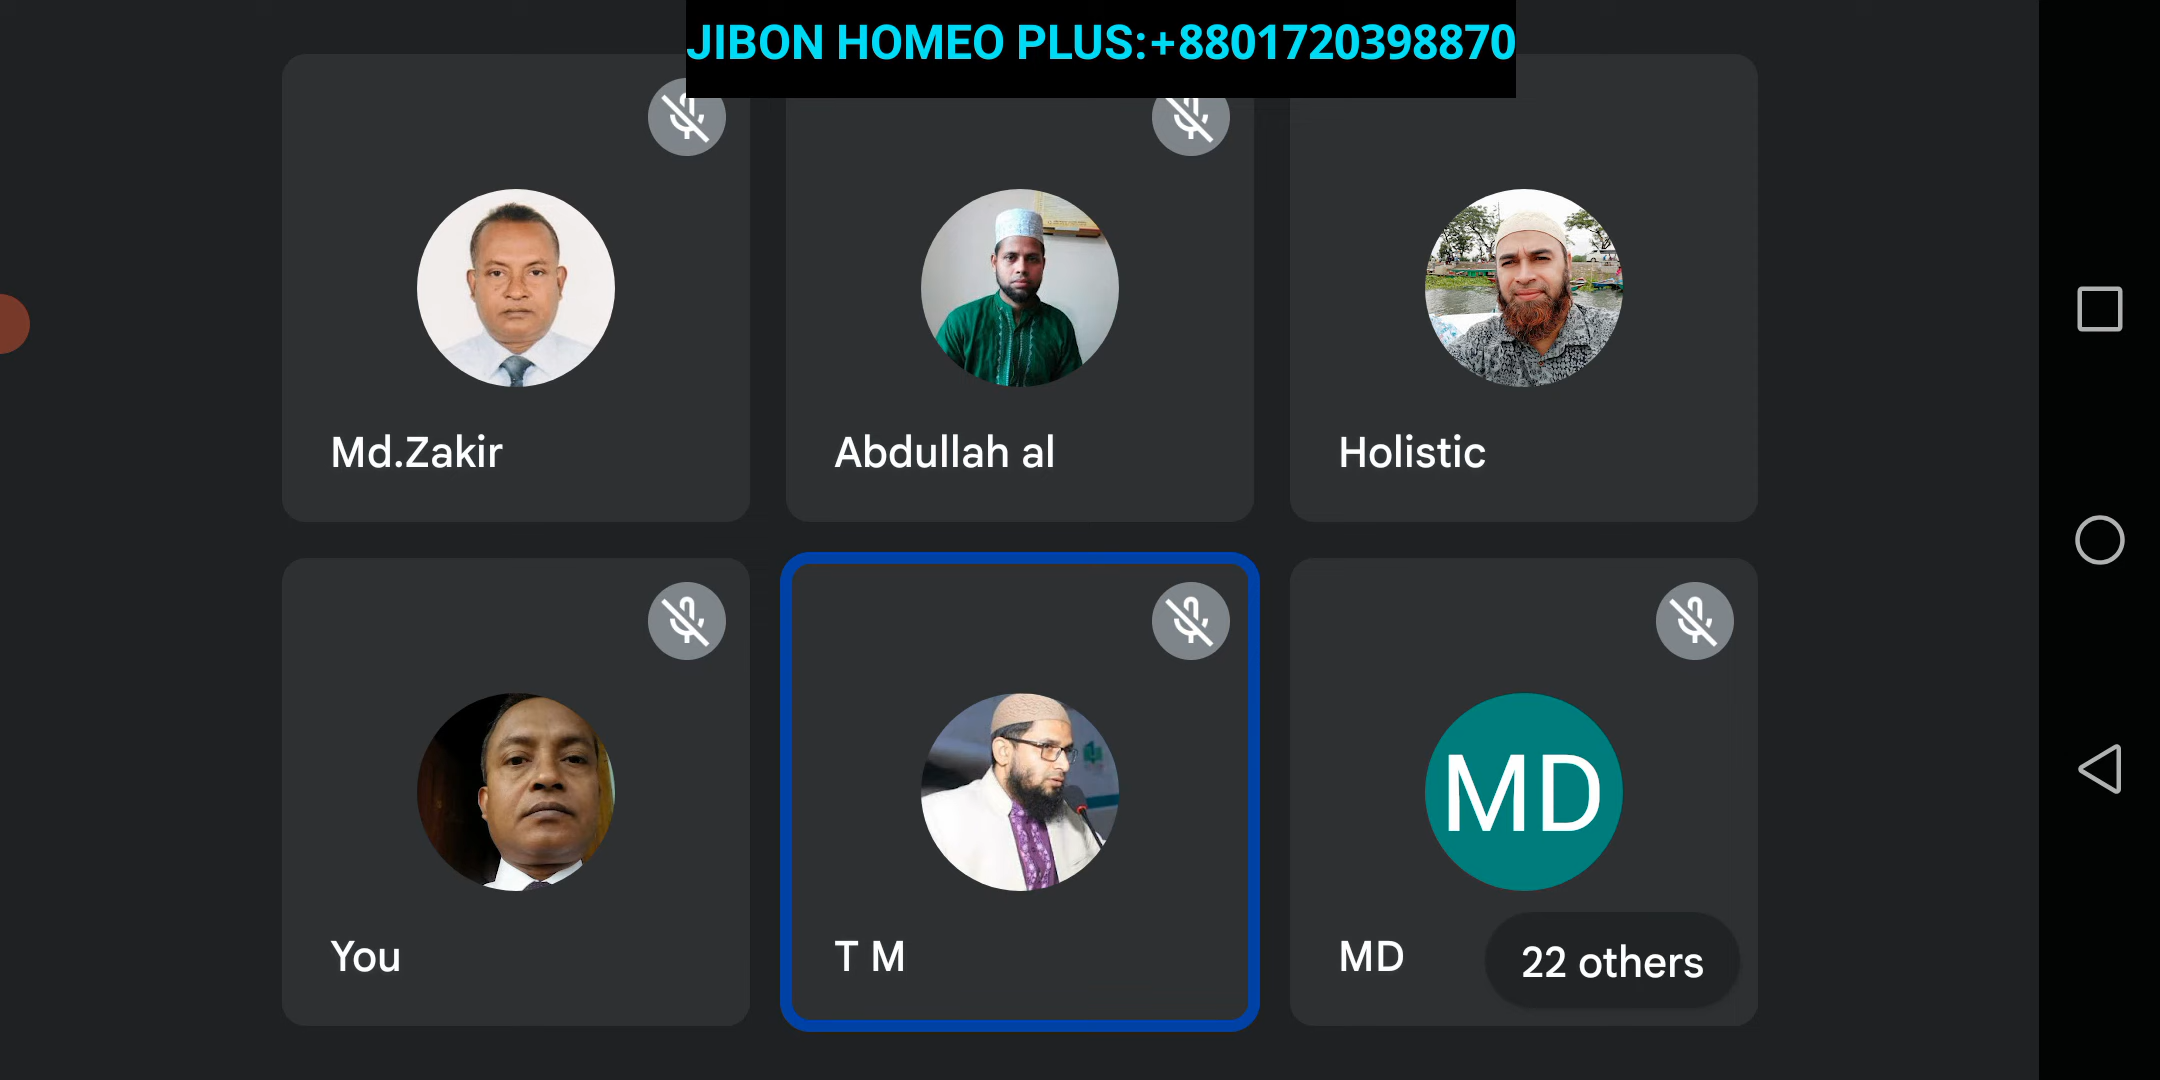 JIBON HOMEO PLUS:+8801720398870
Md.Zakir
Abdullah al
Holistic
You
T M
MD
MD
22 others